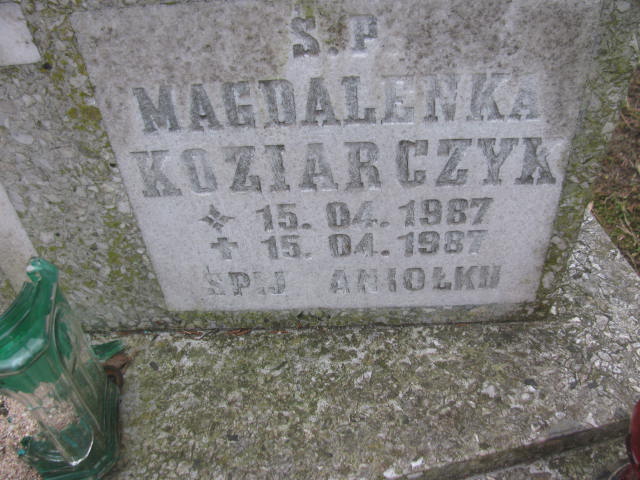 Ś.P
MAGDALENKA
KOZIARCZYK
15.04.1987
✝ 15.04.1987
ŚPIJ ANIOŁKU